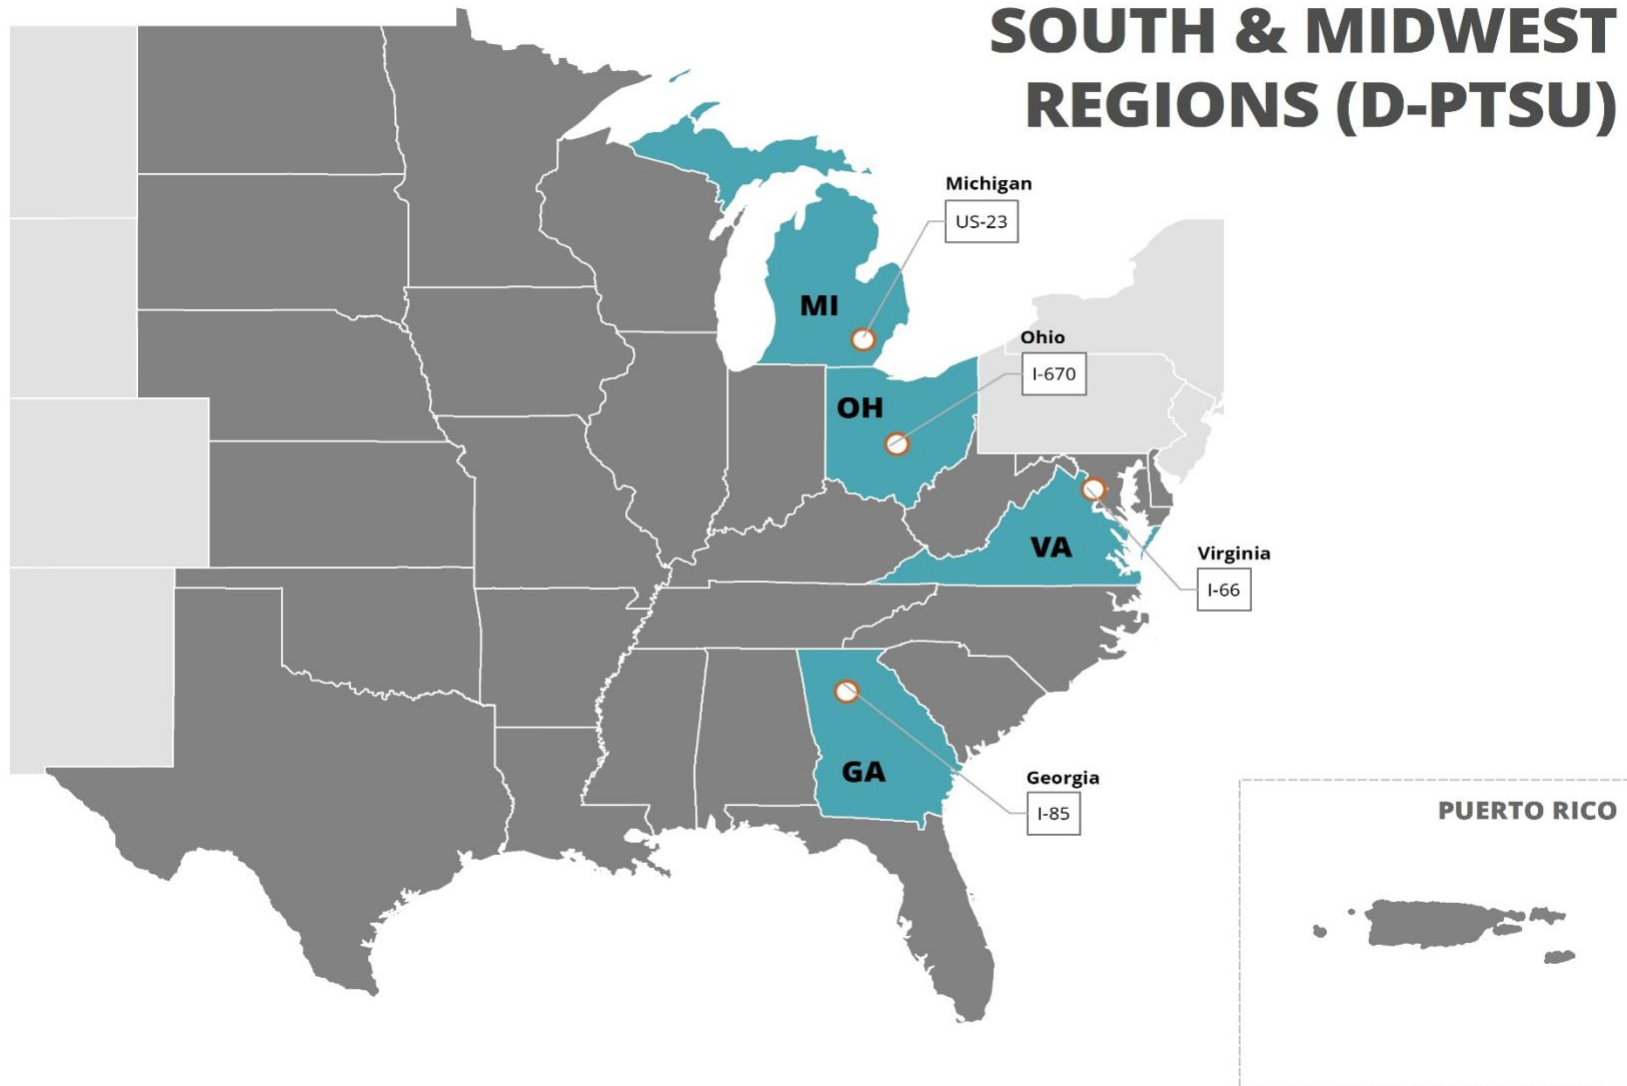 SOUTH & MIDWEST
REGIONS (D-PTSU)
Michigan
US-23
MI
Ohio
I-670
OH
VA
Virginia
I-66
GA
Georgia
I-85
PUERTO RICO